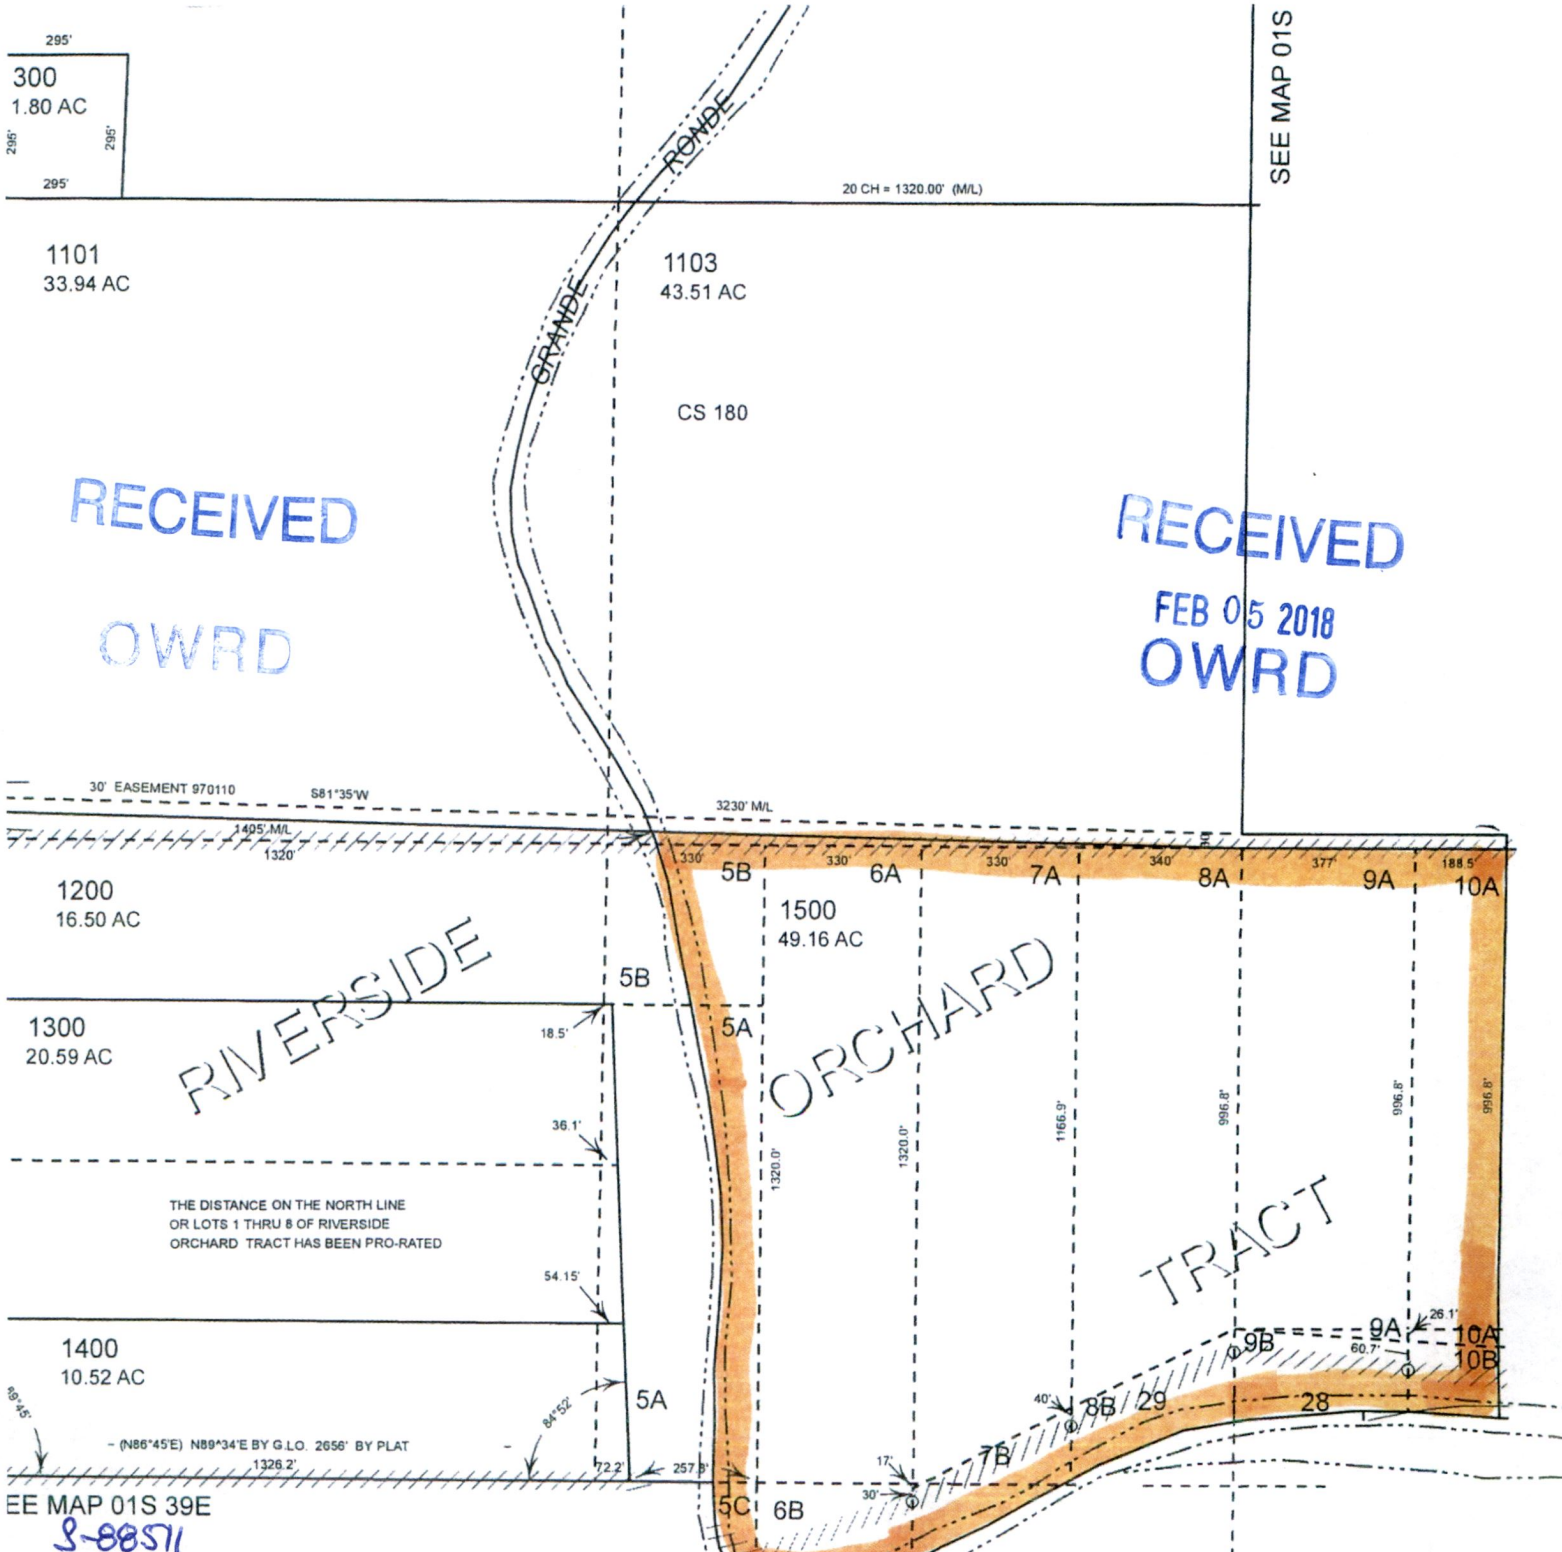 295'
300
1.80 AC
295'
295'
295'
SEE MAP 01S
GRANDE RONDE
20 CH = 1320.00' (M/L)
1101
33.94 AC
1103
43.51 AC
CS 180
RECEIVED
OWRD
RECEIVED
FEB 05 2018
OWRD
30' EASEMENT 970110
S81°35'W
3230' M/L
1405' M/L
1320'
330'
5B
330'
6A
330'
7A
340'
8A
377'
9A
188.5'
10A
1200
16.50 AC
1500
49.16 AC
RIVERSIDE ORCHARD TRACT
5B
5A
1300
20.59 AC
18.5'
36.1'
54.15'
1320.0'
1320.0'
1166.9'
996.8'
996.8'
996.8'
THE DISTANCE ON THE NORTH LINE
OR LOTS 1 THRU 8 OF RIVERSIDE
ORCHARD TRACT HAS BEEN PRO-RATED
1400
10.52 AC
5A
84°52'
26.1'
9A
10A
9B
60.7'
10B
40'
8B
29
28
7B
17'
30'
- (N86°45'E) N89^34'E BY G.L.O. 2656' BY PLAT -
1326.2'
72.2'
257.8'
5C
6B
EE MAP 01S 39E
S-88511